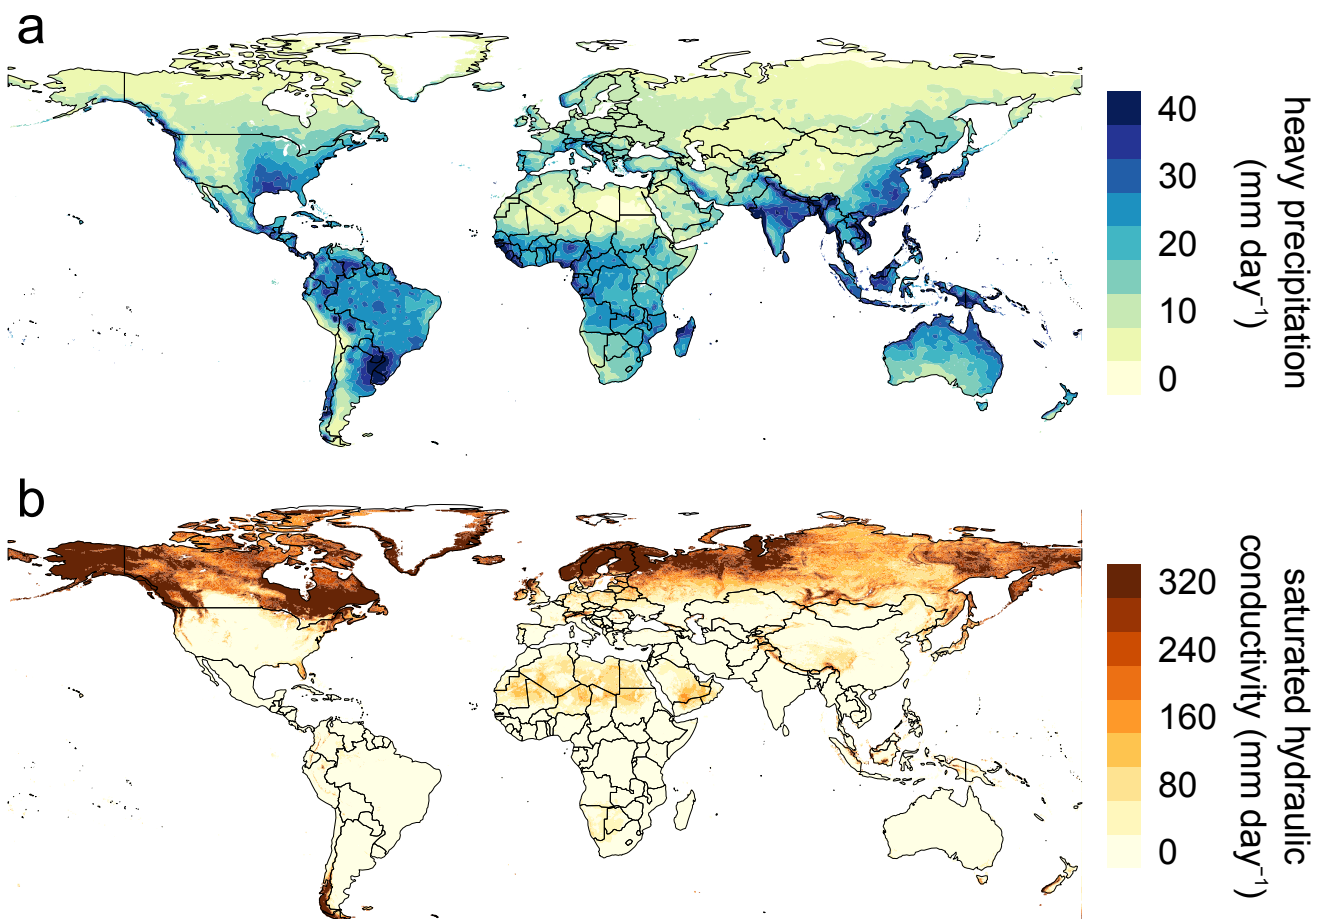 a
40
30
20
10
0
heavy precipitation
(mm day⁻¹)
b
320
240
160
80
0
saturated hydraulic
conductivity (mm day⁻¹)